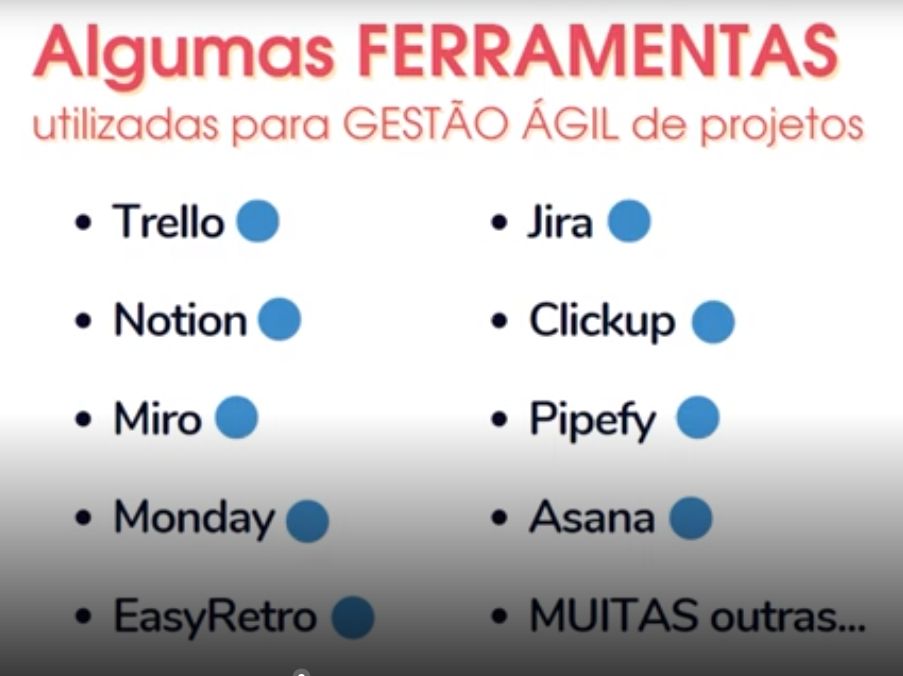 Algumas FERRAMENTAS
utilizadas para GESTÃO ÁGIL de projetos
• Trello
• Notion
• Miro
• Monday
• EasyRetro
• Jira
• Clickup
• Pipefy
• Asana
• MUITAS outras...